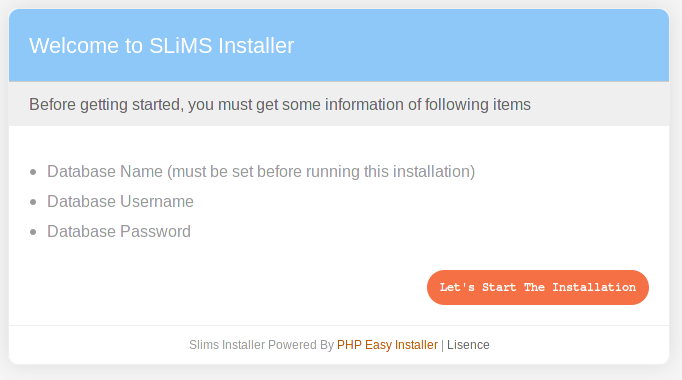 Welcome to SLiMS Installer
Before getting started, you must get some information of following items
Database Name (must be set before running this installation)
Database Username
Database Password
Let's Start The Installation
Slims Installer Powered By PHP Easy Installer | Lisence